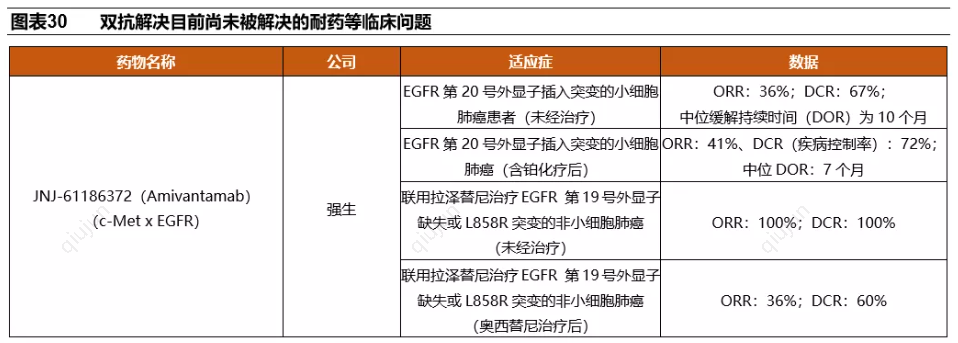 图表30 双抗解决目前尚未被解决的耐药等临床问题
药物名称 公司 适应症 数据
JNJ-61186372（Amivantamab）
(c-Met x EGFR)
强生
EGFR 第 20 号外显子插入突变的小细胞
肺癌患者（未经治疗）
ORR：36%；DCR：67%；
中位缓解持续时间（DOR）为 10 个月
EGFR 第 20 号外显子插入突变的小细胞
肺癌（含铂化疗后）
ORR：41%、DCR（疾病控制率）：72%；
中位 DOR：7 个月
联用拉泽替尼治疗 EGFR 第 19 号外显子
缺失或 L858R 突变的非小细胞肺癌
（未经治疗）
ORR：100%；DCR：100%
联用拉泽替尼治疗 EGFR 第 19 号外显子
缺失或 L858R 突变的非小细胞肺癌
（奥西替尼治疗后）
ORR：36%；DCR：60%
qiujun
qiujun
qiujun